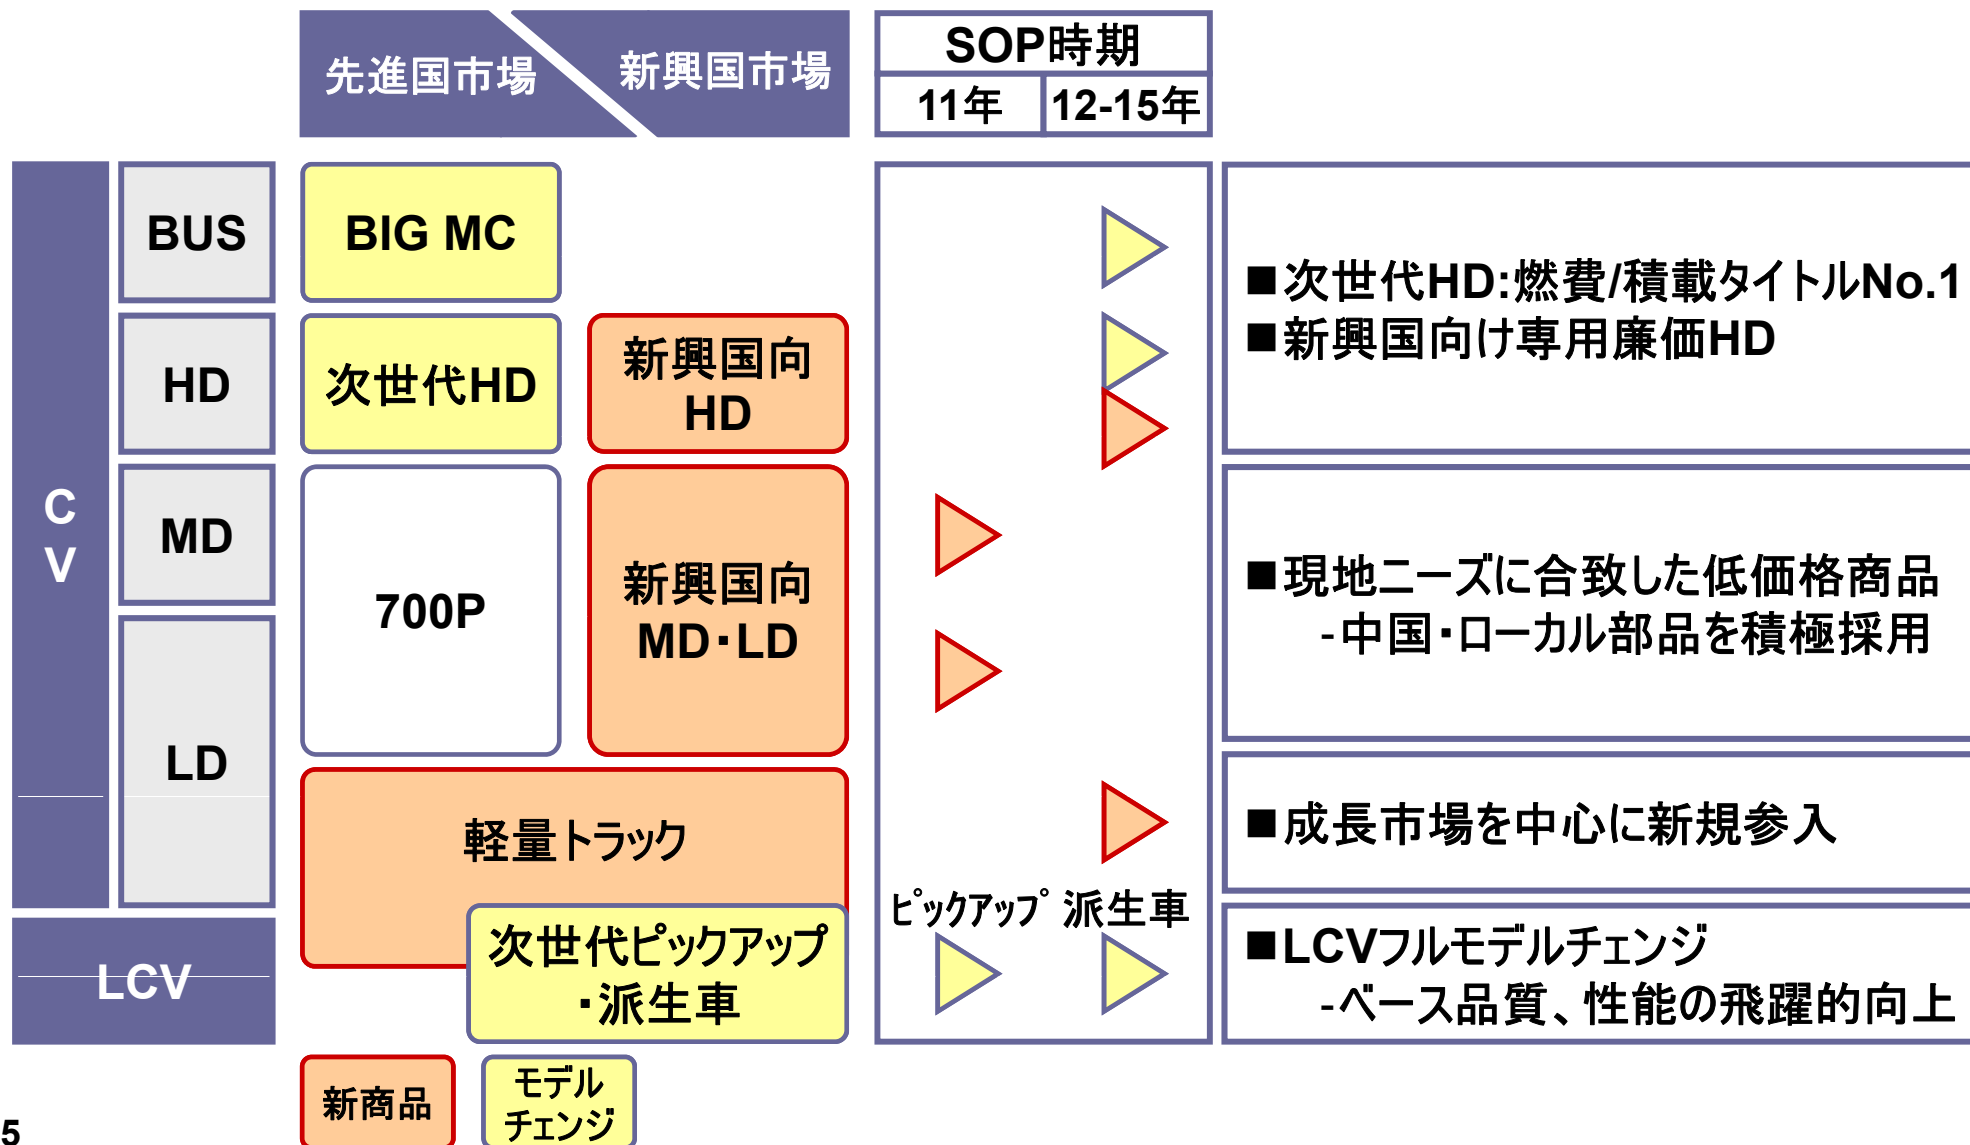 先進国市場
新興国市場
SOP時期
11年
12-15年
C
V
BUS
BIG MC
■次世代HD:燃費/積載タイトルNo.1
■新興国向け専用廉価HD
HD
次世代HD
新興国向
HD
MD
700P
新興国向
MD・LD
■現地ニーズに合致した低価格商品
-中国・ローカル部品を積極採用
LD
軽量トラック
■成長市場を中心に新規参入
ﾋﾟｯｸｱｯﾌﾟ 派生車
LCV
次世代ピックアップ
・派生車
■LCVフルモデルチェンジ
-ベース品質、性能の飛躍的向上
新商品
モデル
チェンジ
5